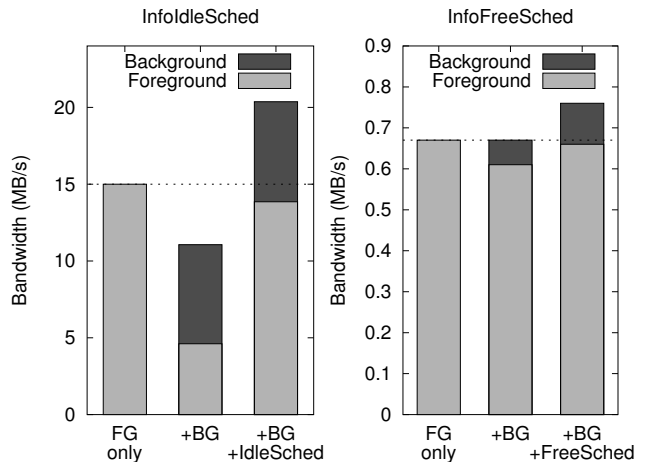 InfoIdleSched
Background
Foreground
20
15
10
5
0
Bandwidth (MB/s)
FG only
+BG
+BG +IdleSched
InfoFreeSched
Background
Foreground
0.9
0.8
0.7
0.6
0.5
0.4
0.3
0.2
0.1
0
Bandwidth (MB/s)
FG only
+BG
+BG +FreeSched